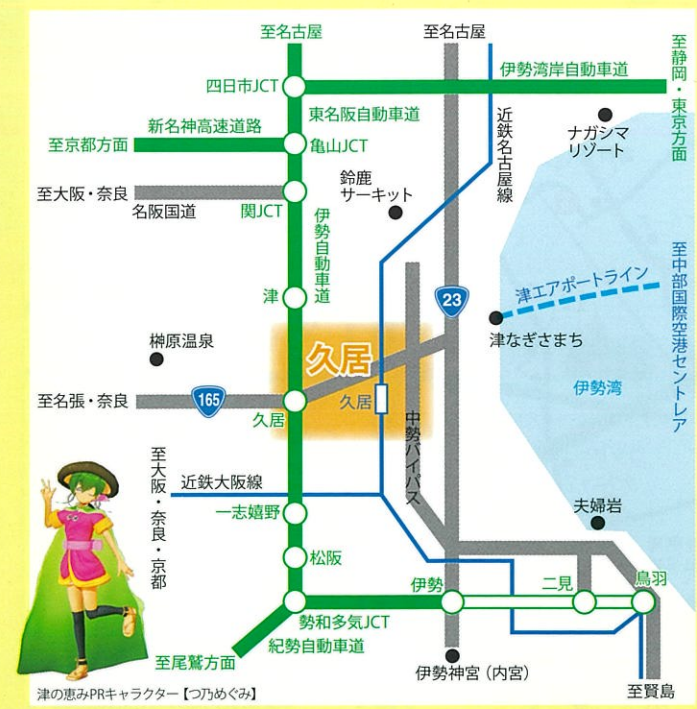 至名古屋
至名古屋
伊勢湾岸自動車道
至静岡・東京方面
四日市JCT
東名阪自動車道
新名神高速道路
至京都方面
亀山JCT
近鉄名古屋線
ナガシマ
リゾート
鈴鹿
サーキット
至大阪・奈良
名阪国道
関JCT
伊勢自動車道
至中部国際空港セントレア
津エアポートライン
津
23
津なぎさまち
榊原温泉
久居
伊勢湾
至名張・奈良
165
久居
久居
中勢バイパス
至大阪・奈良・京都
近鉄大阪線
一志嬉野
夫婦岩
松阪
伊勢
二見
鳥羽
勢和多気JCT
紀勢自動車道
至尾鷲方面
伊勢神宮（内宮）
至賢島
津の恵みPRキャラクター【つ乃めぐみ】